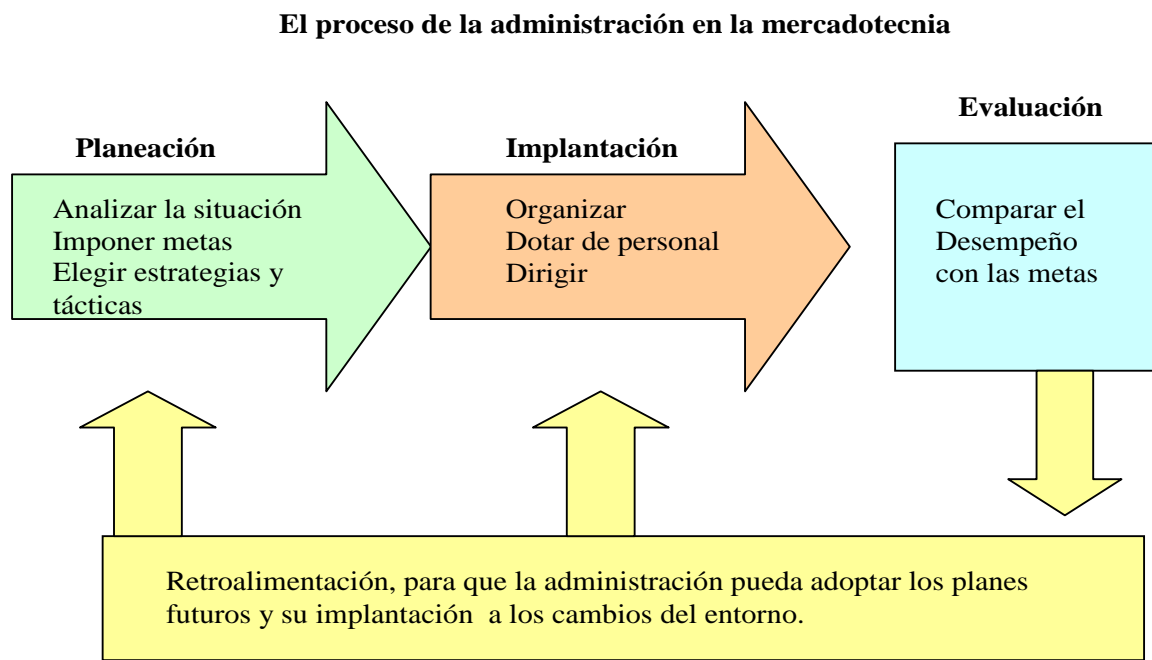 El proceso de la administración en la mercadotecnia
Planeación
Analizar la situación
Imponer metas
Elegir estrategias y
tácticas
Implantación
Organizar
Dotar de personal
Dirigir
Evaluación
Comparar el
Desempeño
con las metas
Retroalimentación, para que la administración pueda adoptar los planes
futuros y su implantación a los cambios del entorno.